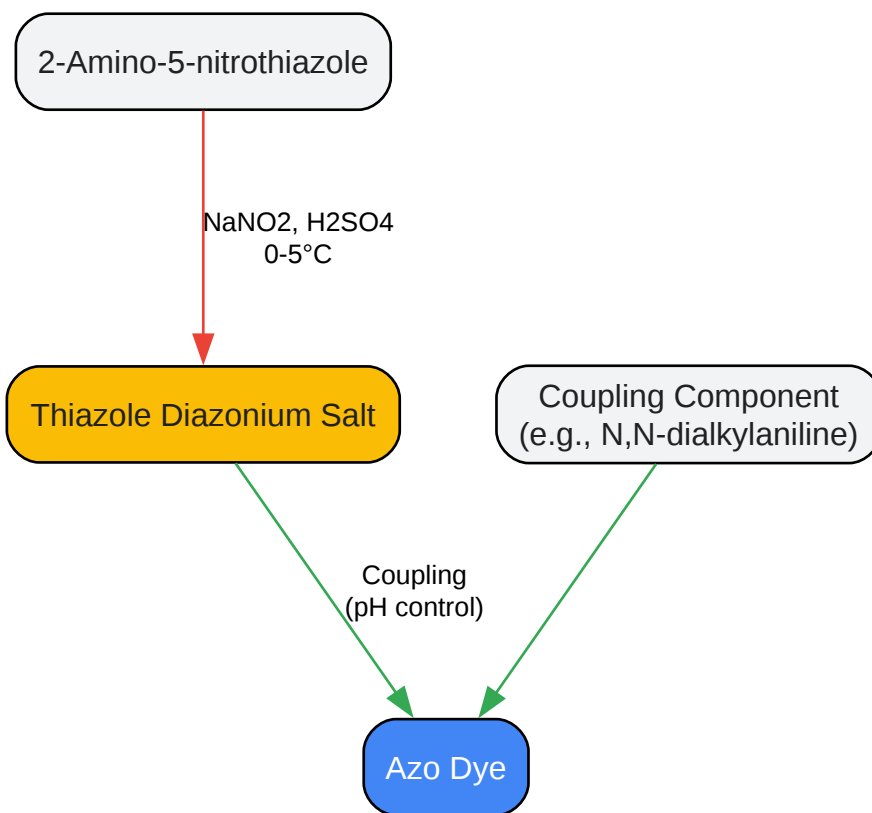 2-Amino-5-nitrothiazole
NaNO2, H2SO4
0-5°C
Thiazole Diazonium Salt
Coupling Component
(e.g., N,N-dialkylaniline)
Coupling
(pH control)
Azo Dye